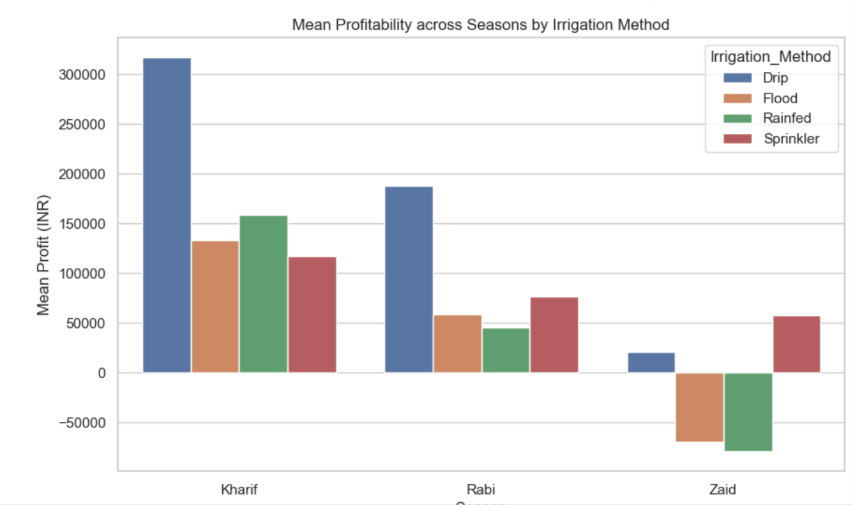 Mean Profitability across Seasons by Irrigation Method
Irrigation_Method
Drip
Flood
Rainfed
Sprinkler
Mean Profit (INR)
300000
250000
200000
150000
100000
50000
0
−50000
Kharif
Rabi
Zaid